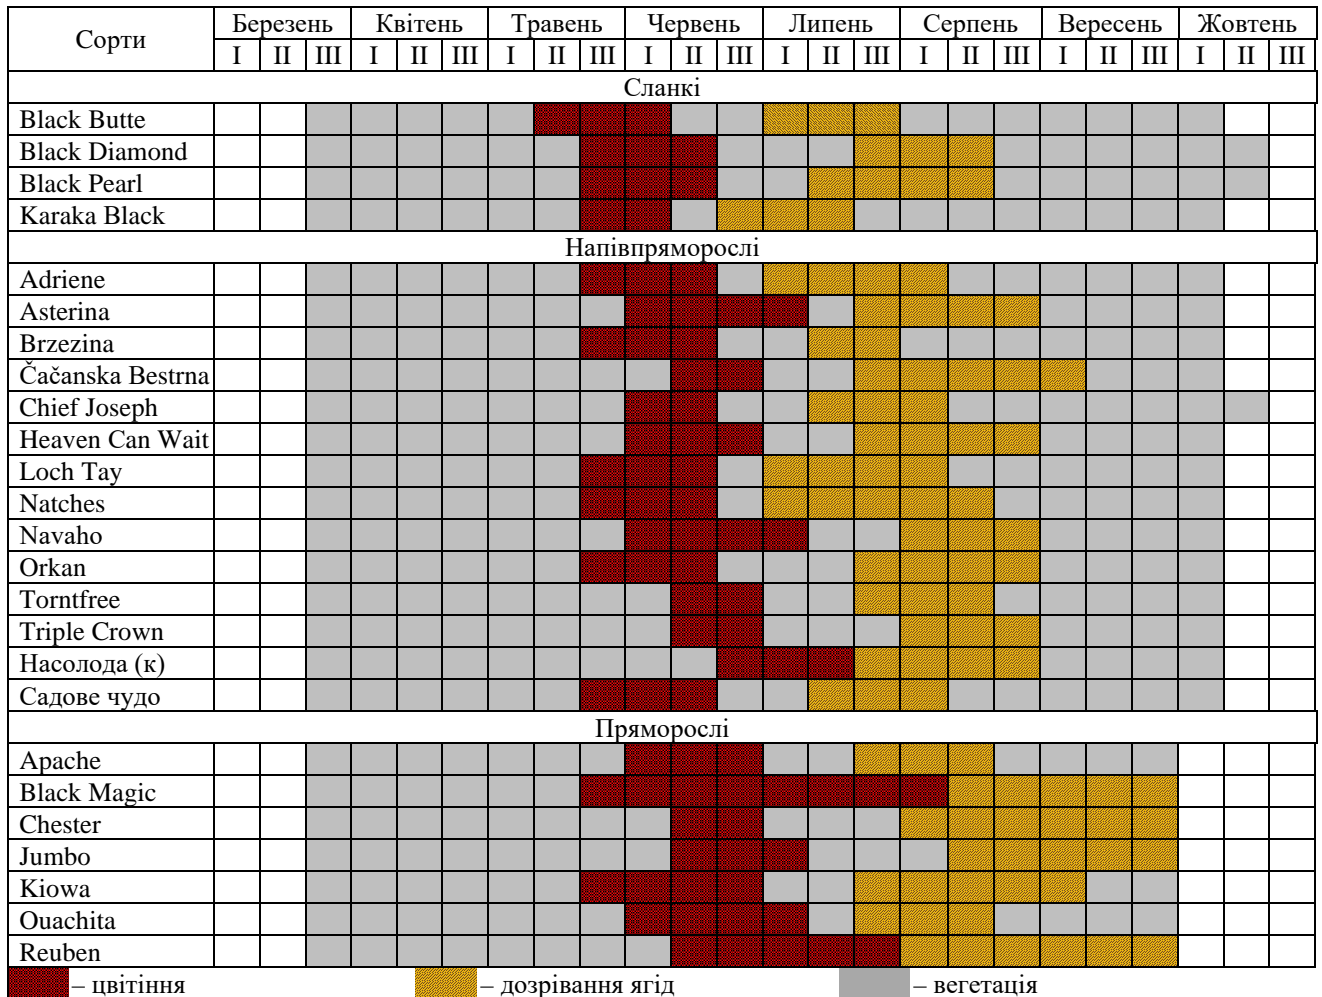 Сорти Березень Квітень Травень Червень Липень Серпень Вересень Жовтень
I II III I II III I II III I II III I II III I II III I II III I II III
Сланкі
Black Butte
Black Diamond
Black Pearl
Karaka Black
Напівпряморослі
Adriene
Asterina
Brzezina
Čačanska Bestrna
Chief Joseph
Heaven Can Wait
Loch Tay
Natches
Navaho
Orkan
Torntfree
Triple Crown
Насолода (к)
Садове чудо
Пряморослі
Apache
Black Magic
Chester
Jumbo
Kiowa
Ouachita
Reuben
– цвітіння – дозрівання ягід – вегетація